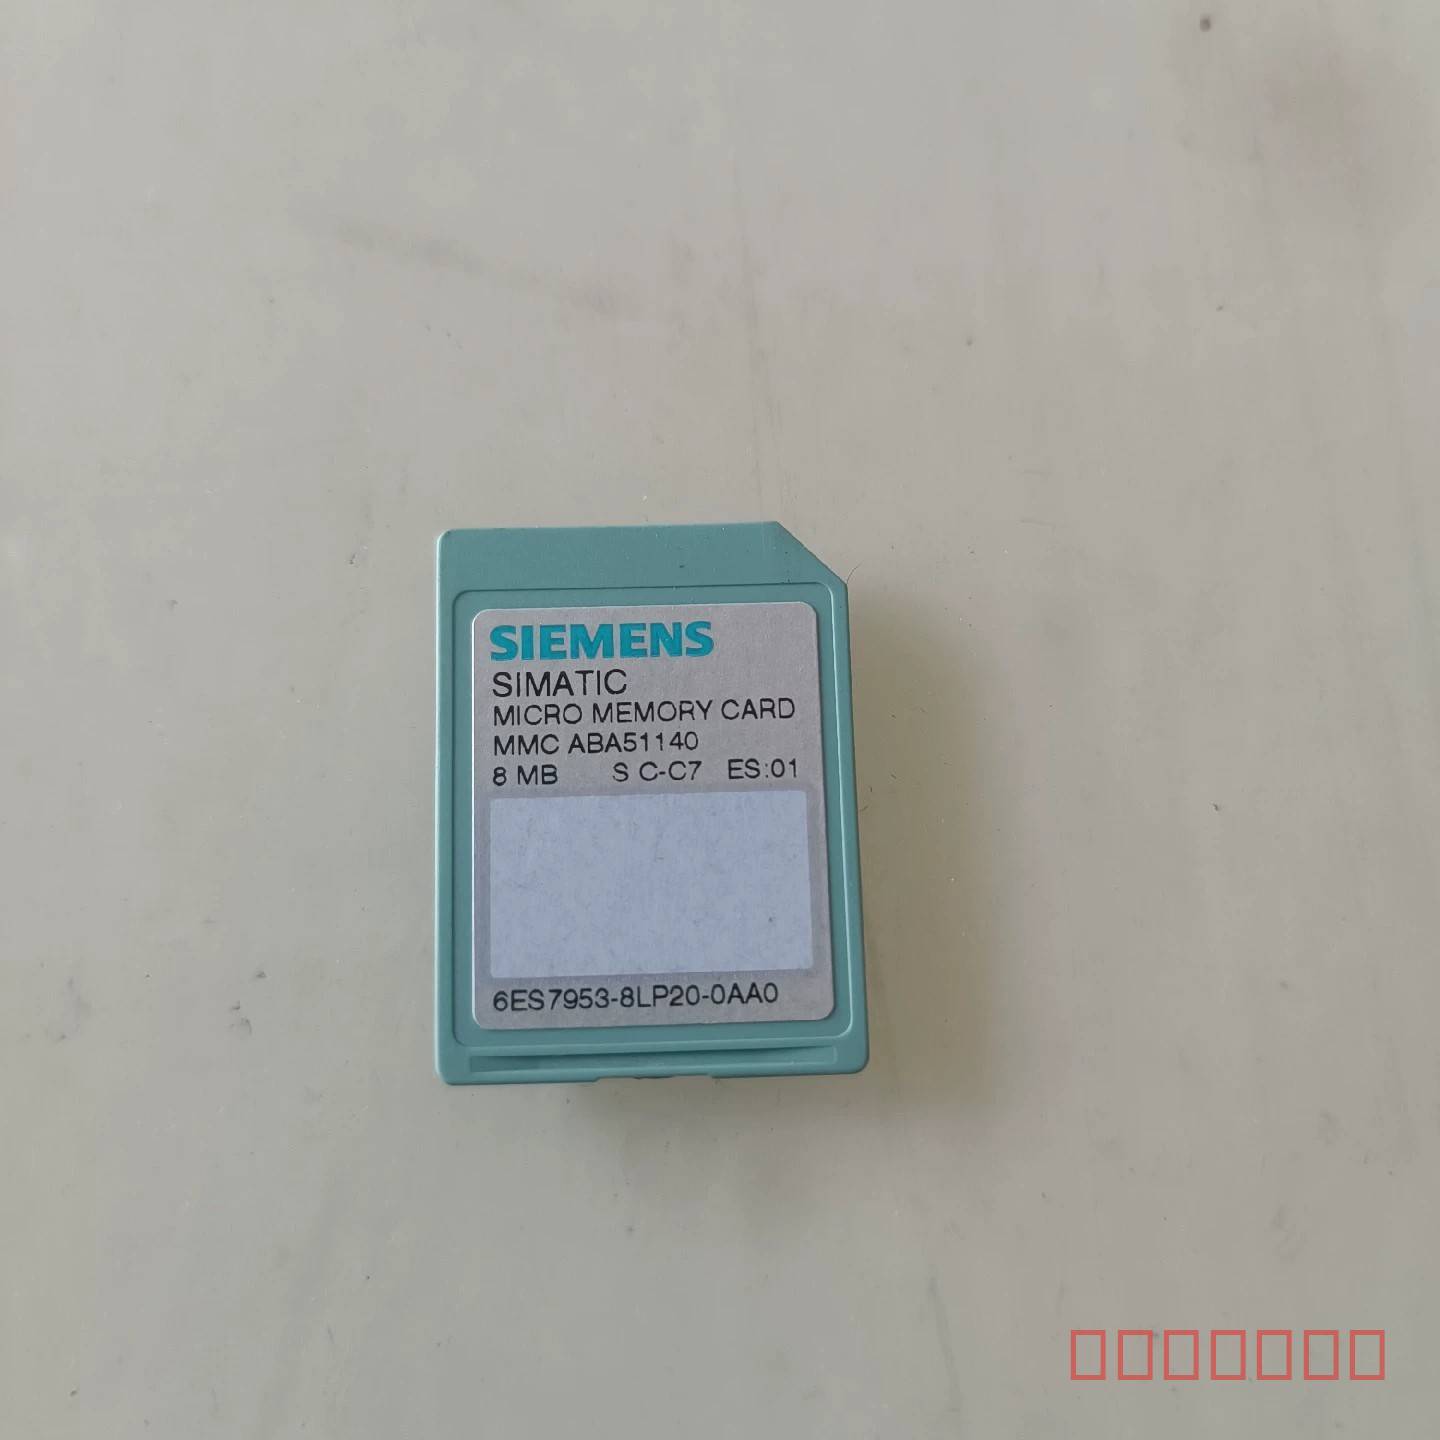 SIEMENS
SIMATIC
MICRO MEMORY CARD
MMC ABA51140
8 MB S C-C7 ES:01
6ES7953-8LP20-0AA0